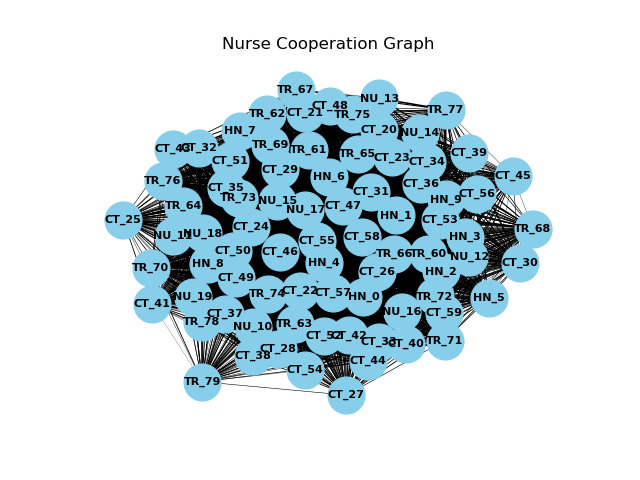 Nurse Cooperation Graph
TR_67
NU_13
CT_48
TR_77
TR_62
CT_21
TR_75
HN_7
CT_20
NU_14
TR_69
CT_32
TR_61
TR_65
CT_39
CT_23
CT_51
CT_34
CT_29
CT_45
HN_6
TR_76
CT_36
CT_35
CT_31
CT_56
TR_73
HN_9
NU_15
TR_64
CT_47
NU_17
HN_1
CT_25
CT_53
CT_24
TR_68
NU_18
HN_3
CT_58
CT_55
CT_50
CT_46
TR_66
TR_60
NU_12
HN_8
HN_4
CT_30
TR_70
CT_26
HN_2
CT_49
CT_22
TR_74
CT_57
HN_0
NU_19
TR_72
HN_5
CT_41
NU_16
CT_59
CT_37
TR_78
TR_63
NU_10
CT_42
TR_71
CT_40
CT_28
CT_38
CT_44
CT_54
TR_79
CT_27